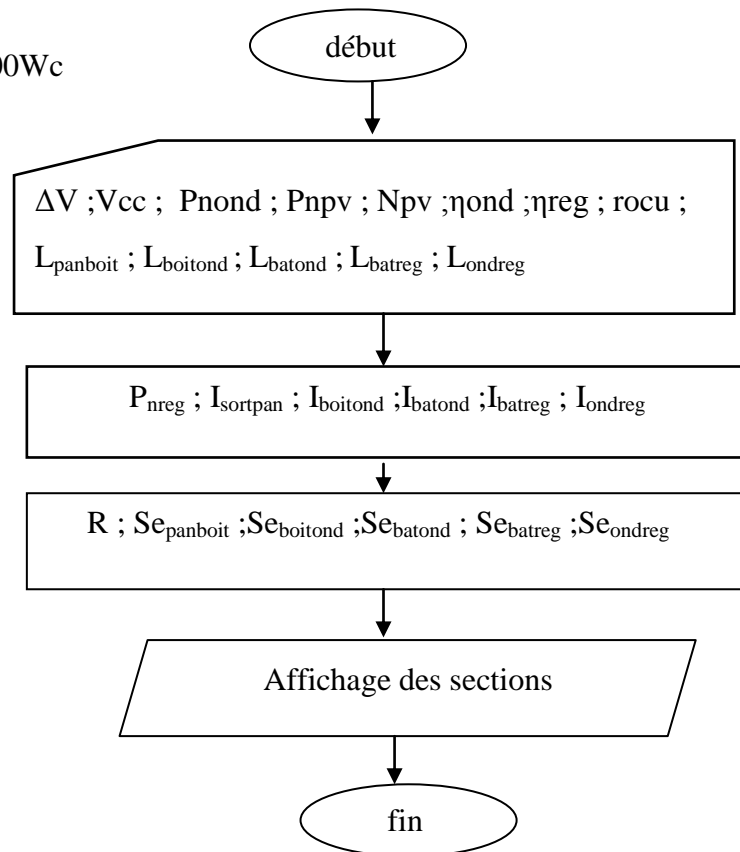 début
00Wc
ΔV ;Vcc ; Pnond ; Pnpv ; Npv ;ηond ;ηreg ; rocu ;
Lpanboit ; Lboitond ; Lbatond ; Lbatreg ; Londreg
Pnreg ; Isortpan ; Iboitond ;Ibatond ;Ibatreg ; Iondreg
R ; Sepanboit ;Seboitond ;Sebatond ; Sebatreg ;Seondreg
Affichage des sections
fin